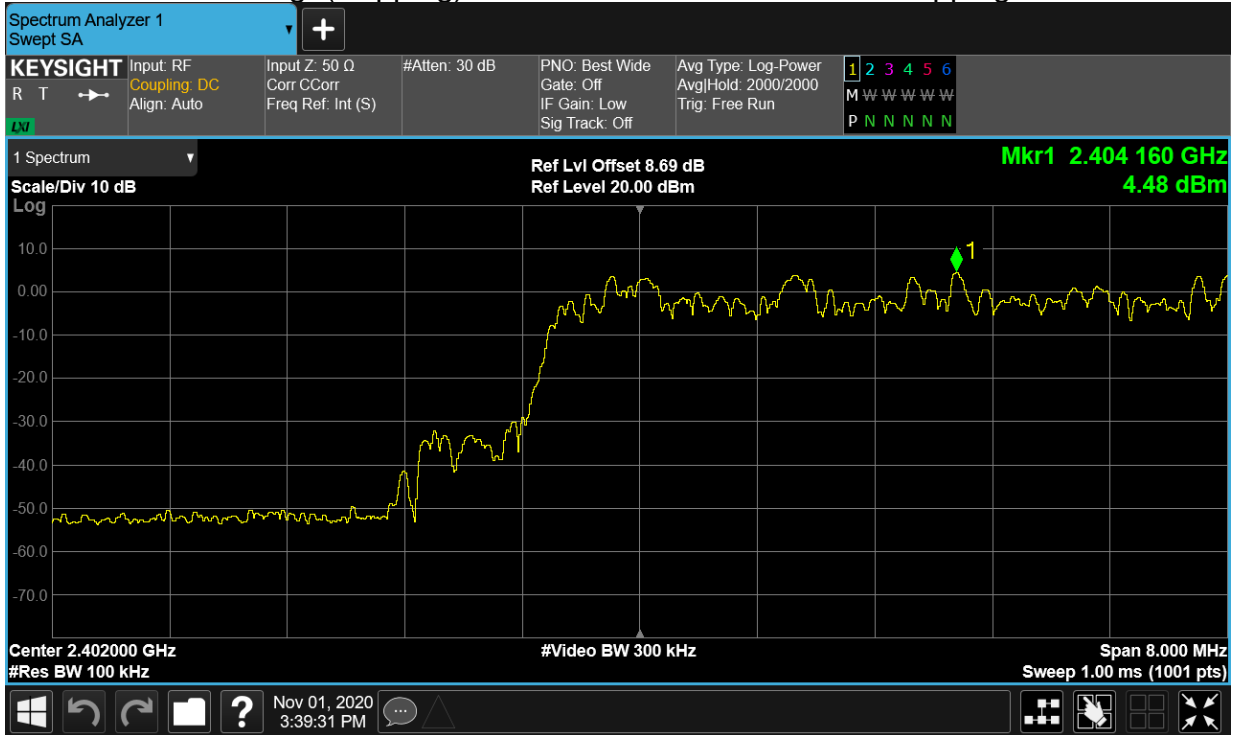 Spectrum Analyzer 1
Swept SA
+
KEYSIGHT
R T
LXI
Input: RF
Coupling: DC
Align: Auto
Input Z: 50 Ω
Corr CCorr
Freq Ref: Int (S)
#Atten: 30 dB
PNO: Best Wide
Gate: Off
IF Gain: Low
Sig Track: Off
Avg Type: Log-Power
Avg|Hold: 2000/2000
Trig: Free Run
1 2 3 4 5 6
M W W W W W
P N N N N N
1 Spectrum
Scale/Div 10 dB
Ref Lvl Offset 8.69 dB
Ref Level 20.00 dBm
Mkr1 2.404 160 GHz
4.48 dBm
Log
10.0
0.00
-10.0
-20.0
-30.0
-40.0
-50.0
-60.0
-70.0
1
Center 2.402000 GHz
#Video BW 300 kHz
Span 8.000 MHz
#Res BW 100 kHz
Sweep 1.00 ms (1001 pts)
?
Nov 01, 2020
3:39:31 PM